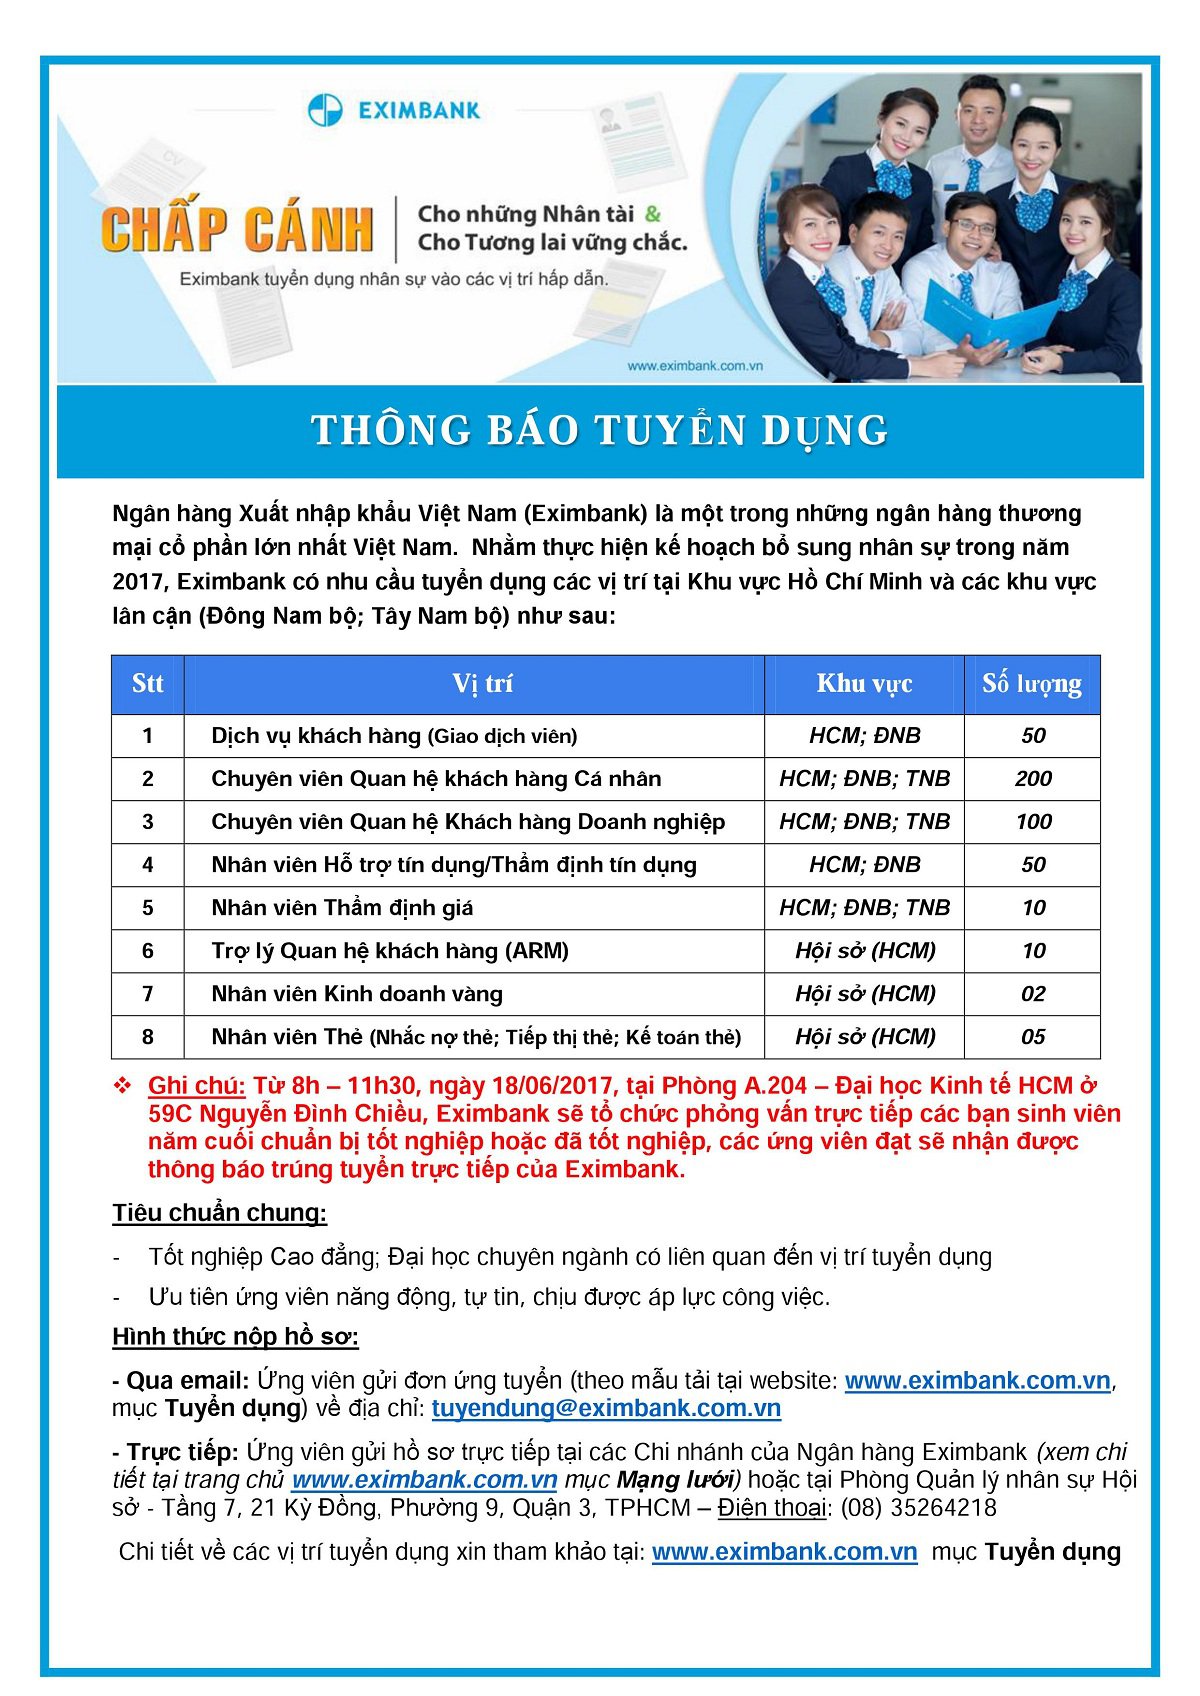 EXIMBANK
CV
CHẤP CÁNH
Cho những Nhân tài &
Cho Tương lai vững chắc.
Eximbank tuyển dụng nhân sự vào các vị trí hấp dẫn.
www.eximbank.com.vn
THÔNG BÁO TUYỂN DỤNG
Ngân hàng Xuất nhập khẩu Việt Nam (Eximbank) là một trong những ngân hàng thương
mại cổ phần lớn nhất Việt Nam. Nhằm thực hiện kế hoạch bổ sung nhân sự trong năm
2017, Eximbank có nhu cầu tuyển dụng các vị trí tại Khu vực Hồ Chí Minh và các khu vực
lân cận (Đông Nam bộ; Tây Nam bộ) như sau:
Stt Vị trí Khu vực Số lượng
1 Dịch vụ khách hàng (Giao dịch viên) HCM; ĐNB 50
2 Chuyên viên Quan hệ khách hàng Cá nhân HCM; ĐNB; TNB 200
3 Chuyên viên Quan hệ Khách hàng Doanh nghiệp HCM; ĐNB; TNB 100
4 Nhân viên Hỗ trợ tín dụng/Thẩm định tín dụng HCM; ĐNB 50
5 Nhân viên Thẩm định giá HCM; ĐNB; TNB 10
6 Trợ lý Quan hệ khách hàng (ARM) Hội sở (HCM) 10
7 Nhân viên Kinh doanh vàng Hội sở (HCM) 02
8 Nhân viên Thẻ (Nhắc nợ thẻ; Tiếp thị thẻ; Kế toán thẻ) Hội sở (HCM) 05
❖ Ghi chú: Từ 8h – 11h30, ngày 18/06/2017, tại Phòng A.204 – Đại học Kinh tế HCM ở
59C Nguyễn Đình Chiều, Eximbank sẽ tổ chức phỏng vấn trực tiếp các bạn sinh viên
năm cuối chuẩn bị tốt nghiệp hoặc đã tốt nghiệp, các ứng viên đạt sẽ nhận được
thông báo trúng tuyển trực tiếp của Eximbank.
Tiêu chuẩn chung:
- Tốt nghiệp Cao đẳng; Đại học chuyên ngành có liên quan đến vị trí tuyển dụng
- Ưu tiên ứng viên năng động, tự tin, chịu được áp lực công việc.
Hình thức nộp hồ sơ:
- Qua email: Ứng viên gửi đơn ứng tuyển (theo mẫu tải tại website: www.eximbank.com.vn,
mục Tuyển dụng) về địa chỉ: tuyendung@eximbank.com.vn
- Trực tiếp: Ứng viên gửi hồ sơ trực tiếp tại các Chi nhánh của Ngân hàng Eximbank (xem chi
tiết tại trang chủ www.eximbank.com.vn mục Mạng lưới) hoặc tại Phòng Quản lý nhân sự Hội
sở - Tầng 7, 21 Kỳ Đồng, Phường 9, Quận 3, TPHCM – Điện thoại: (08) 35264218
Chi tiết về các vị trí tuyển dụng xin tham khảo tại: www.eximbank.com.vn mục Tuyển dụng